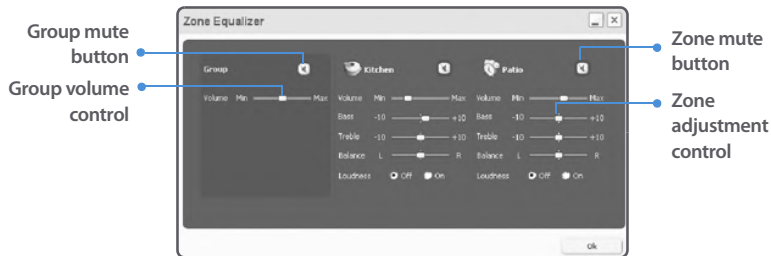 Zone Equalizer
Group mute
button
Group volume
control
Group
Volume Min Max
Kitchen
Volume Min Max
Bass -10 +10
Treble -10 +10
Balance L R
Loudness Off On
Patio
Volume Min Max
Bass -10 +10
Treble -10 +10
Balance L R
Loudness Off On
Zone mute
button
Zone
adjustment
control
Ok